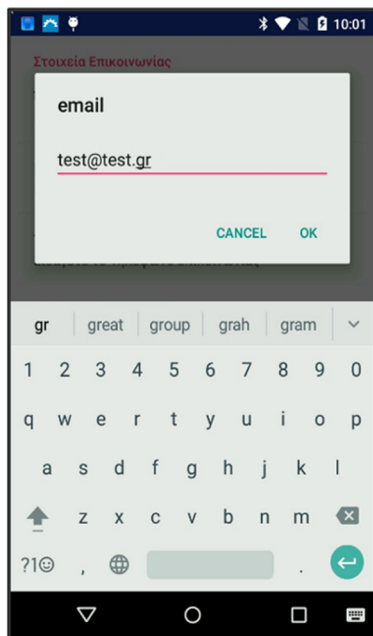 10:01
Στοιχεία Επικοινωνίας
email
test@test.gr
CANCEL OK
gr great group grah gram
1 2 3 4 5 6 7 8 9 0
q w e r t y u i o p
a s d f g h j k l
z x c v b n m
?1☺ , .